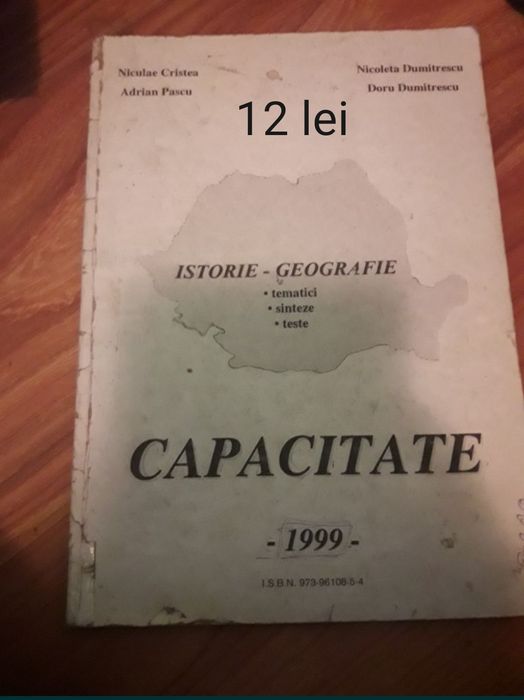 Niculae Cristea
Adrian Pascu
Nicoleta Dumitrescu
Doru Dumitrescu
12 lei
ISTORIE - GEOGRAFIE
• tematici
• sinteze
• teste
CAPACITATE
- 1999 -
I.S.B.N. 973-96108-5-4